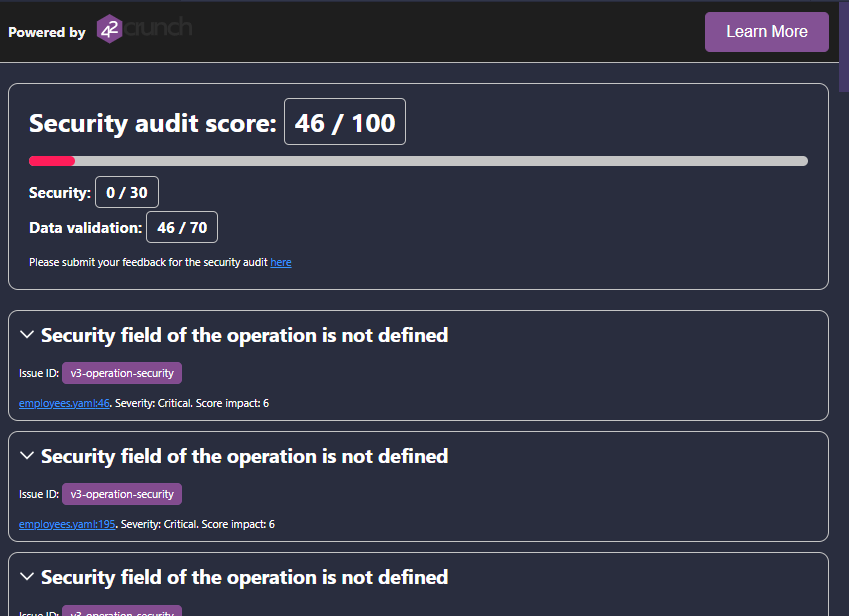 Powered by 42crunch
Learn More
Security audit score: 46 / 100
Security: 0 / 30
Data validation: 46 / 70
Please submit your feedback for the security audit here
Security field of the operation is not defined
Issue ID: v3-operation-security
employees.yaml:46. Severity: Critical. Score impact: 6
Security field of the operation is not defined
Issue ID: v3-operation-security
employees.yaml:195. Severity: Critical. Score impact: 6
Security field of the operation is not defined
Issue ID: v3-operation-security